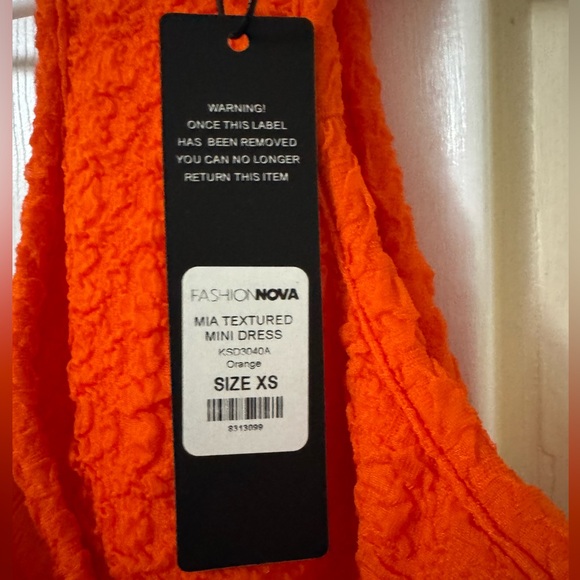 WARNING!
ONCE THIS LABEL
HAS BEEN REMOVED
YOU CAN NO LONGER
RETURN THIS ITEM
FASHIONNOVA
MIA TEXTURED
MINI DRESS
KSD3040A
Orange
SIZE XS
8313099